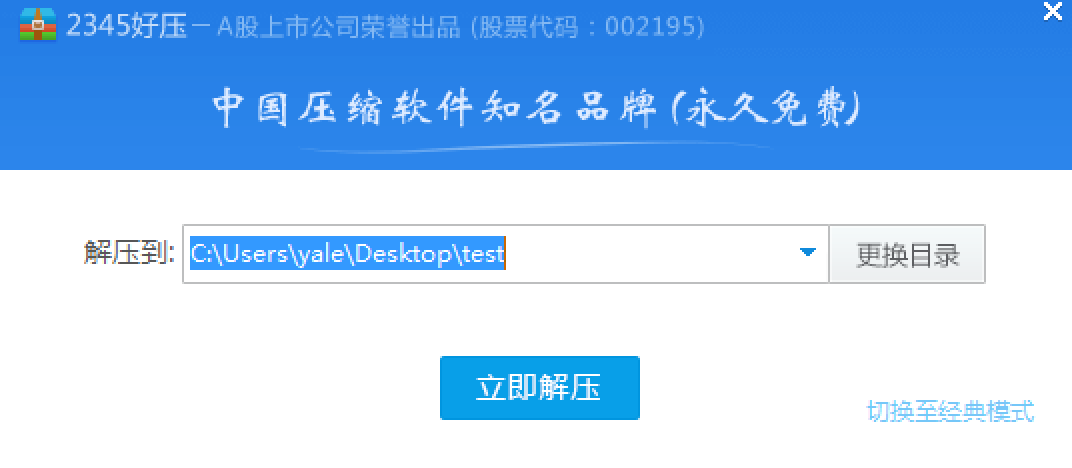 2345好压 — A股上市公司荣誉出品 (股票代码：002195)
中国压缩软件知名品牌(永久免费)
解压到: C:\Users\yale\Desktop\test 更换目录
立即解压
切换至经典模式